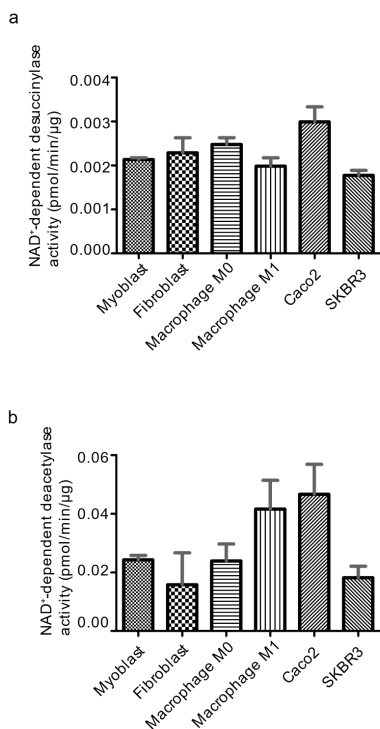 a
NAD⁺-dependent desuccinylase
activity (pmol/min/µg)
0.004
0.003
0.002
0.001
0.000
Myoblast
Fibroblast
Macrophage M0
Macrophage M1
Caco2
SKBR3
b
NAD⁺-dependent deacetylase
activity (pmol/min/µg)
0.06
0.04
0.02
0.00
Myoblast
Fibroblast
Macrophage M0
Macrophage M1
Caco2
SKBR3